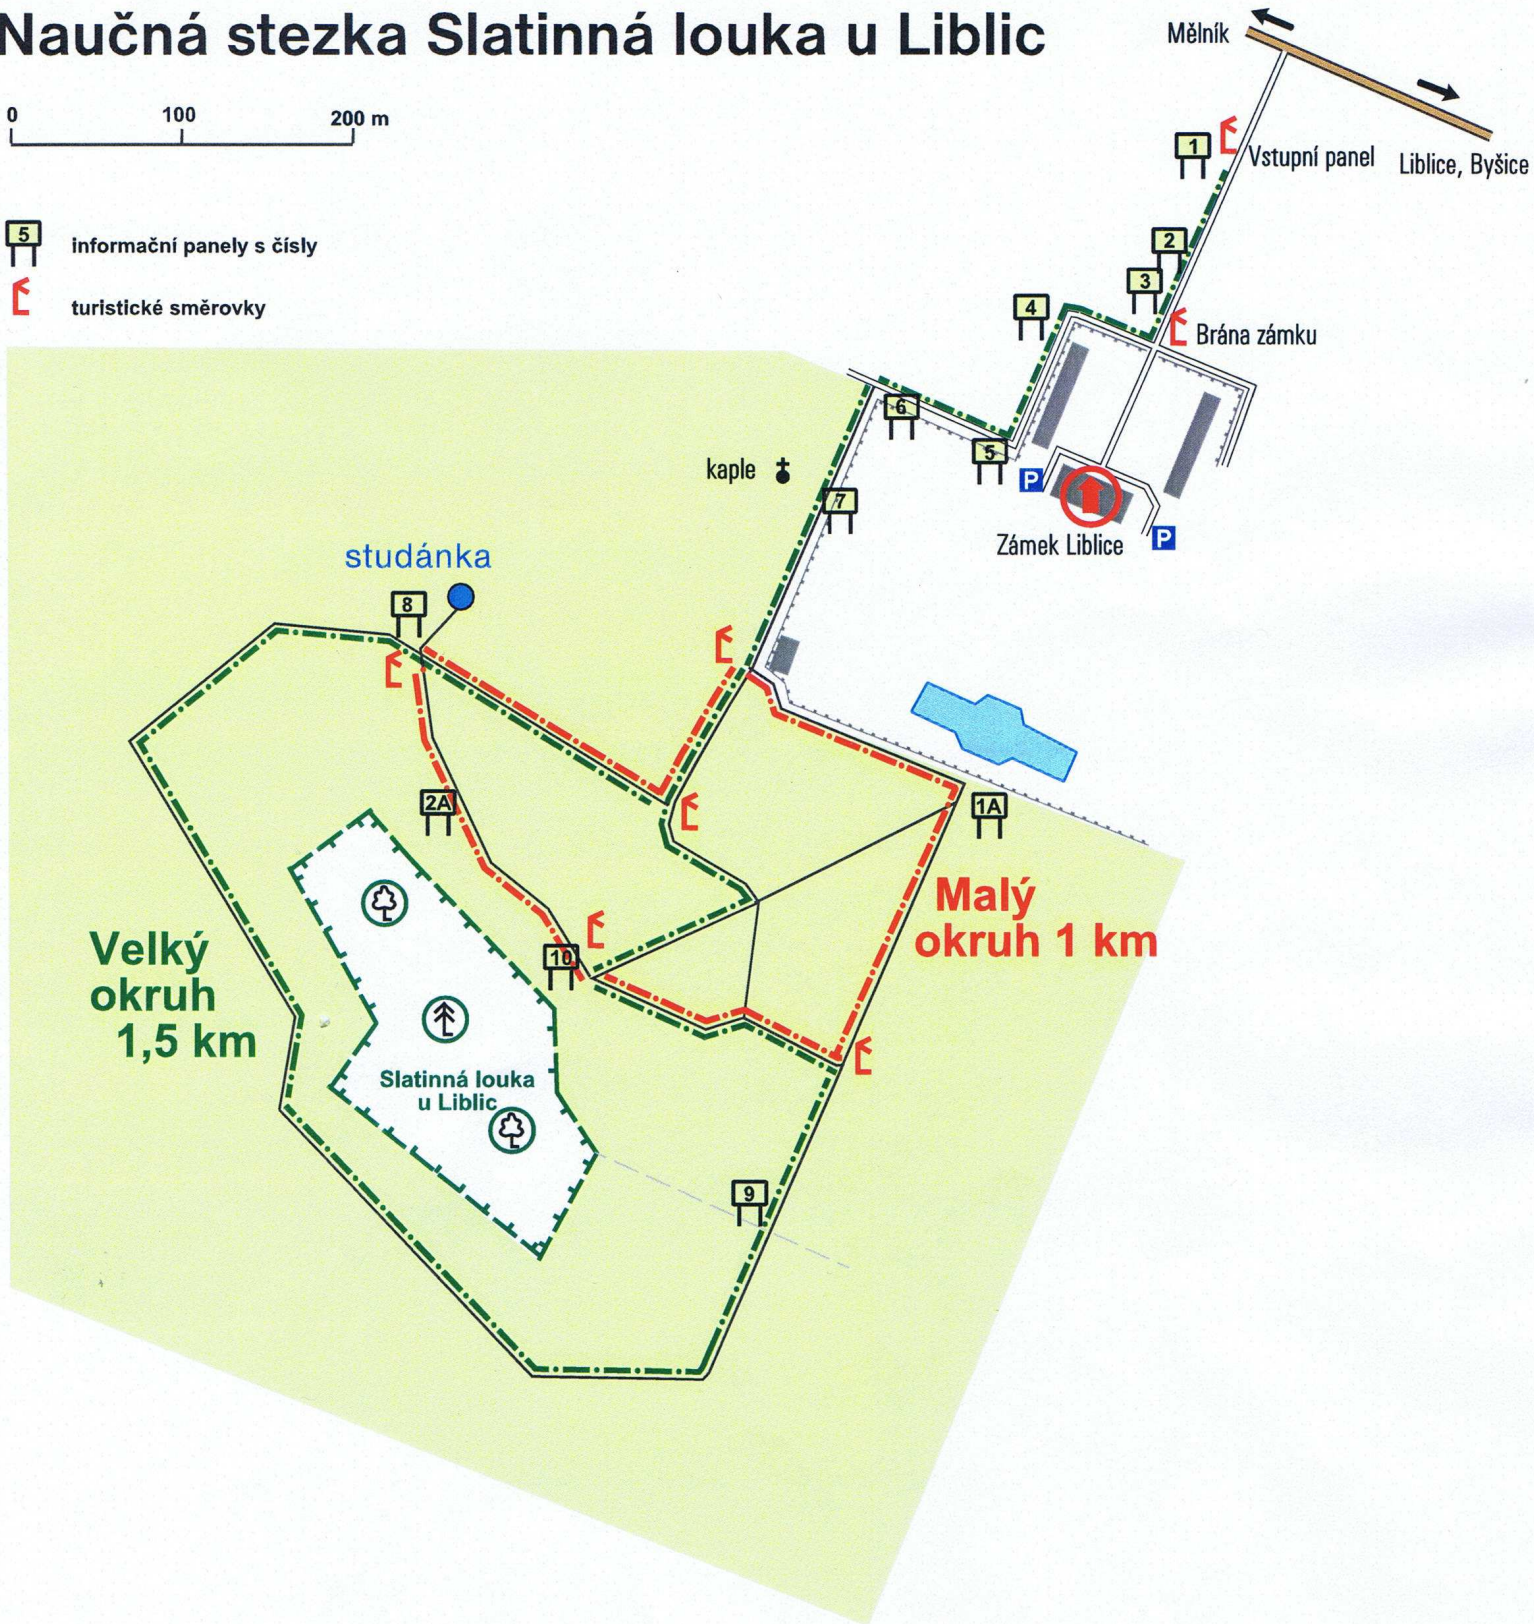 Naučná stezka Slatinná louka u Liblic
Mělník
0 100 200 m
1
Vstupní panel
Liblice, Byšice
5
informační panely s čísly
2
3
turistické směrovky
4
Brána zámku
6
5
P
kaple
7
Zámek Liblice
P
studánka
8
2A
1A
Malý
okruh 1 km
Velký
okruh
1,5 km
10
Slatinná louka
u Liblic
9